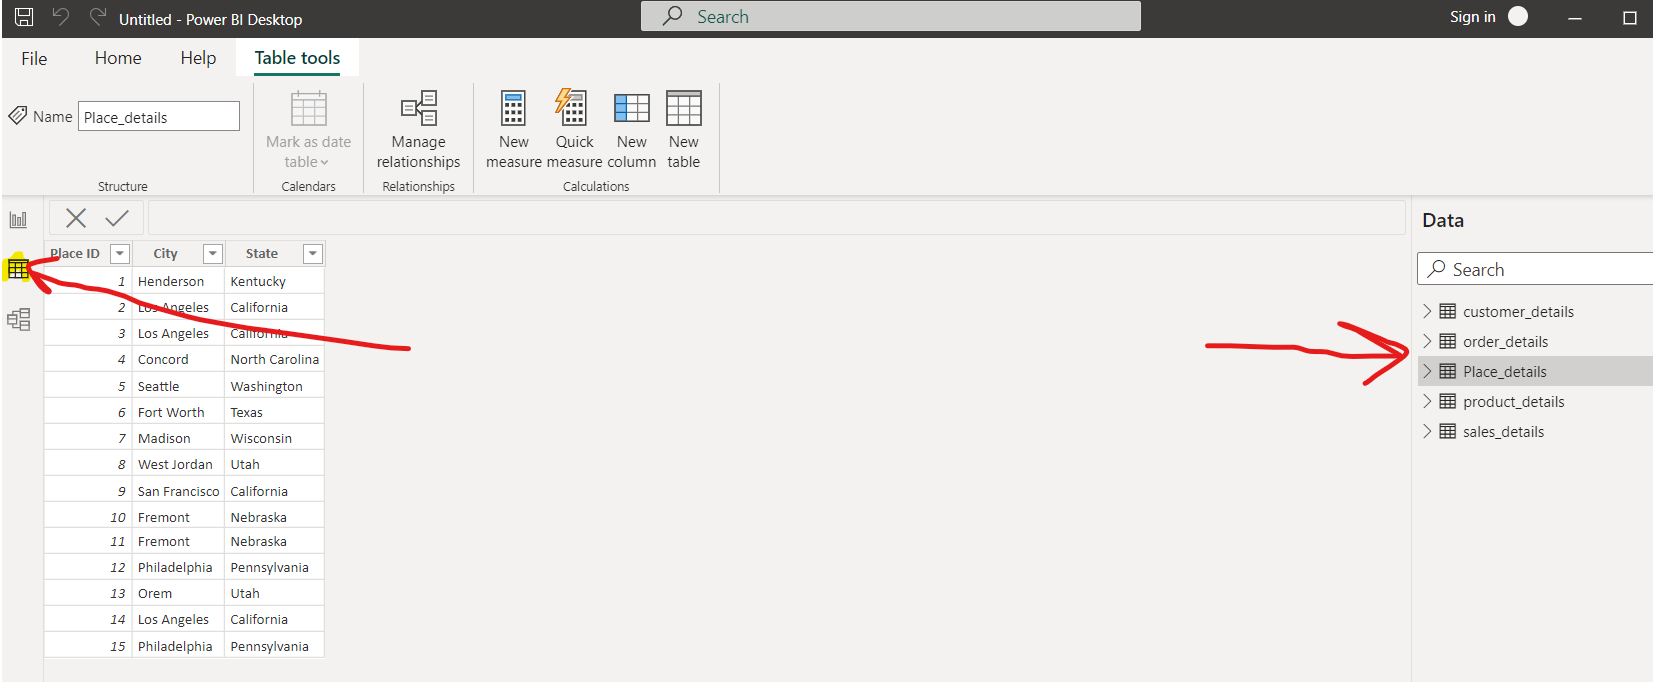 Untitled - Power BI Desktop
Search
Sign in
File Home Help Table tools
Name Place_details
Structure
Mark as date table
Calendars
Manage relationships
Relationships
New measure
Quick measure
New column
New table
Calculations
Place ID City State
1 Henderson Kentucky
2 Los Angeles California
3 Los Angeles California
4 Concord North Carolina
5 Seattle Washington
6 Fort Worth Texas
7 Madison Wisconsin
8 West Jordan Utah
9 San Francisco California
10 Fremont Nebraska
11 Fremont Nebraska
12 Philadelphia Pennsylvania
13 Orem Utah
14 Los Angeles California
15 Philadelphia Pennsylvania
Data
Search
customer_details
order_details
Place_details
product_details
sales_details